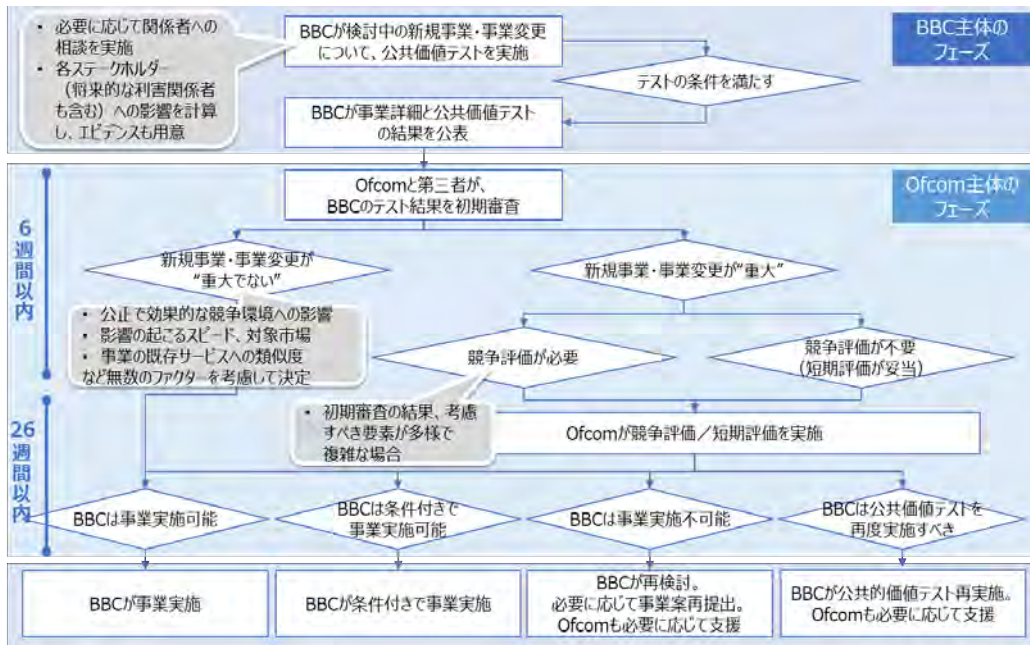 • 必要に応じて関係者への
相談を実施
• 各ステークホルダー
（将来的な利害関係者
も含む）への影響を計算
し、エビデンスも用意
BBCが検討中の新規事業・事業変更
について、公共価値テストを実施
BBC主体の
フェーズ
テストの条件を満たす
BBCが事業詳細と公共価値テスト
の結果を公表
Ofcomと第三者が、
BBCのテスト結果を初期審査
Ofcom主体の
フェーズ
6週間以内
新規事業・事業変更が
“重大でない”
新規事業・事業変更が“重大”
• 公正で効果的な競争環境への影響
• 影響の起こるスピード、対象市場
• 事業の既存サービスへの類似度
など無数のファクターを考慮して決定
競争評価が必要
競争評価が不要
(短期評価が妥当)
26週間以内
• 初期審査の結果、考慮
すべき要素が多様で
複雑な場合
Ofcomが競争評価／短期評価を実施
BBCは事業実施可能
BBCは条件付きで
事業実施可能
BBCは事業実施不可能
BBCは公共価値テストを
再度実施すべき
BBCが事業実施
BBCが条件付きで事業実施
BBCが再検討。
必要に応じて事業案再提出。
Ofcomも必要に応じて支援
BBCが公共的価値テスト再実施。
Ofcomも必要に応じて支援